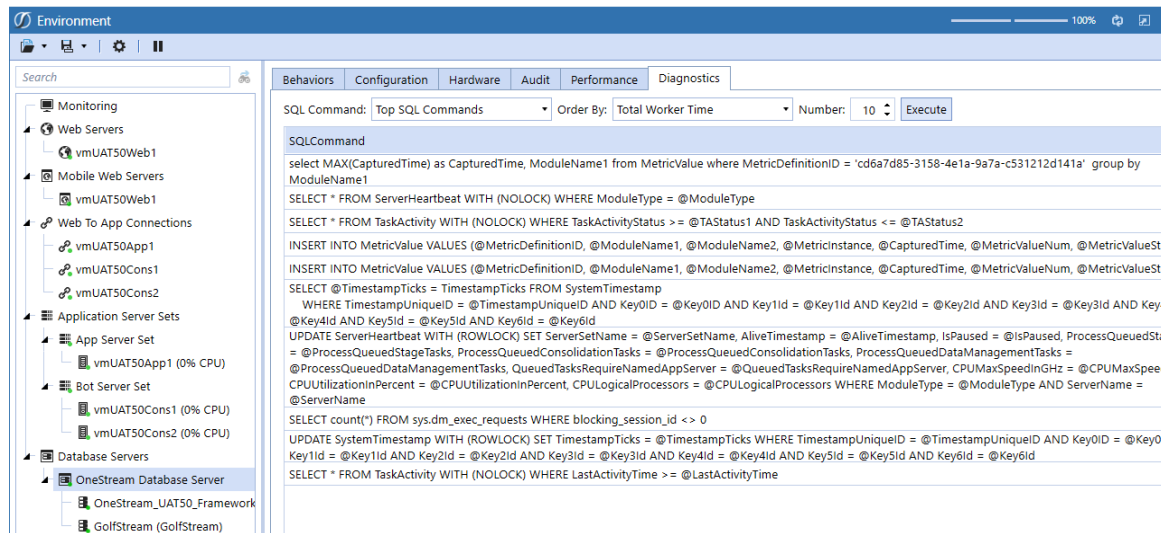 Environment
100%
Search
Monitoring
Web Servers
vmUAT50Web1
Mobile Web Servers
vmUAT50Web1
Web To App Connections
vmUAT50App1
vmUAT50Cons1
vmUAT50Cons2
Application Server Sets
App Server Set
vmUAT50App1 (0% CPU)
Bot Server Set
vmUAT50Cons1 (0% CPU)
vmUAT50Cons2 (0% CPU)
Database Servers
OneStream Database Server
OneStream_UAT50_Framework
GolfStream (GolfStream)
Behaviors Configuration Hardware Audit Performance Diagnostics
SQL Command: Top SQL Commands Order By: Total Worker Time Number: 10 Execute
SQLCommand
select MAX(CapturedTime) as CapturedTime, ModuleName1 from MetricValue where MetricDefinitionID = 'cd6a7d85-3158-4e1a-9a7a-c531212d141a' group by
ModuleName1
SELECT * FROM ServerHeartbeat WITH (NOLOCK) WHERE ModuleType = @ModuleType
SELECT * FROM TaskActivity WITH (NOLOCK) WHERE TaskActivityStatus >= @TAStatus1 AND TaskActivityStatus <= @TAStatus2
INSERT INTO MetricValue VALUES (@MetricDefinitionID, @ModuleName1, @ModuleName2, @MetricInstance, @CapturedTime, @MetricValueNum, @MetricValueSt
INSERT INTO MetricValue VALUES (@MetricDefinitionID, @ModuleName1, @ModuleName2, @MetricInstance, @CapturedTime, @MetricValueNum, @MetricValueSt
SELECT @TimestampTicks = TimestampTicks FROM SystemTimestamp
WHERE TimestampUniqueID = @TimestampUniqueID AND Key0ID = @Key0ID AND Key1Id = @Key1Id AND Key2Id = @Key2Id AND Key3Id = @Key3Id AND Key
@Key4Id AND Key5Id = @Key5Id AND Key6Id = @Key6Id
UPDATE ServerHeartbeat WITH (ROWLOCK) SET ServerSetName = @ServerSetName, AliveTimestamp = @AliveTimestamp, IsPaused = @IsPaused, ProcessQueuedSta
= @ProcessQueuedStageTasks, ProcessQueuedConsolidationTasks = @ProcessQueuedConsolidationTasks, ProcessQueuedDataManagementTasks =
@ProcessQueuedDataManagementTasks, QueuedTasksRequireNamedAppServer = @QueuedTasksRequireNamedAppServer, CPUMaxSpeedInGHz = @CPUMaxSpee
CPUUtilizationInPercent = @CPUUtilizationInPercent, CPULogicalProcessors = @CPULogicalProcessors WHERE ModuleType = @ModuleType AND ServerName =
@ServerName
SELECT count(*) FROM sys.dm_exec_requests WHERE blocking_session_id <> 0
UPDATE SystemTimestamp WITH (ROWLOCK) SET TimestampTicks = @TimestampTicks WHERE TimestampUniqueID = @TimestampUniqueID AND Key0ID = @Key0
Key1Id = @Key1Id AND Key2Id = @Key2Id AND Key3Id = @Key3Id AND Key4Id = @Key4Id AND Key5Id = @Key5Id AND Key6Id = @Key6Id
SELECT * FROM TaskActivity WITH (NOLOCK) WHERE LastActivityTime >= @LastActivityTime